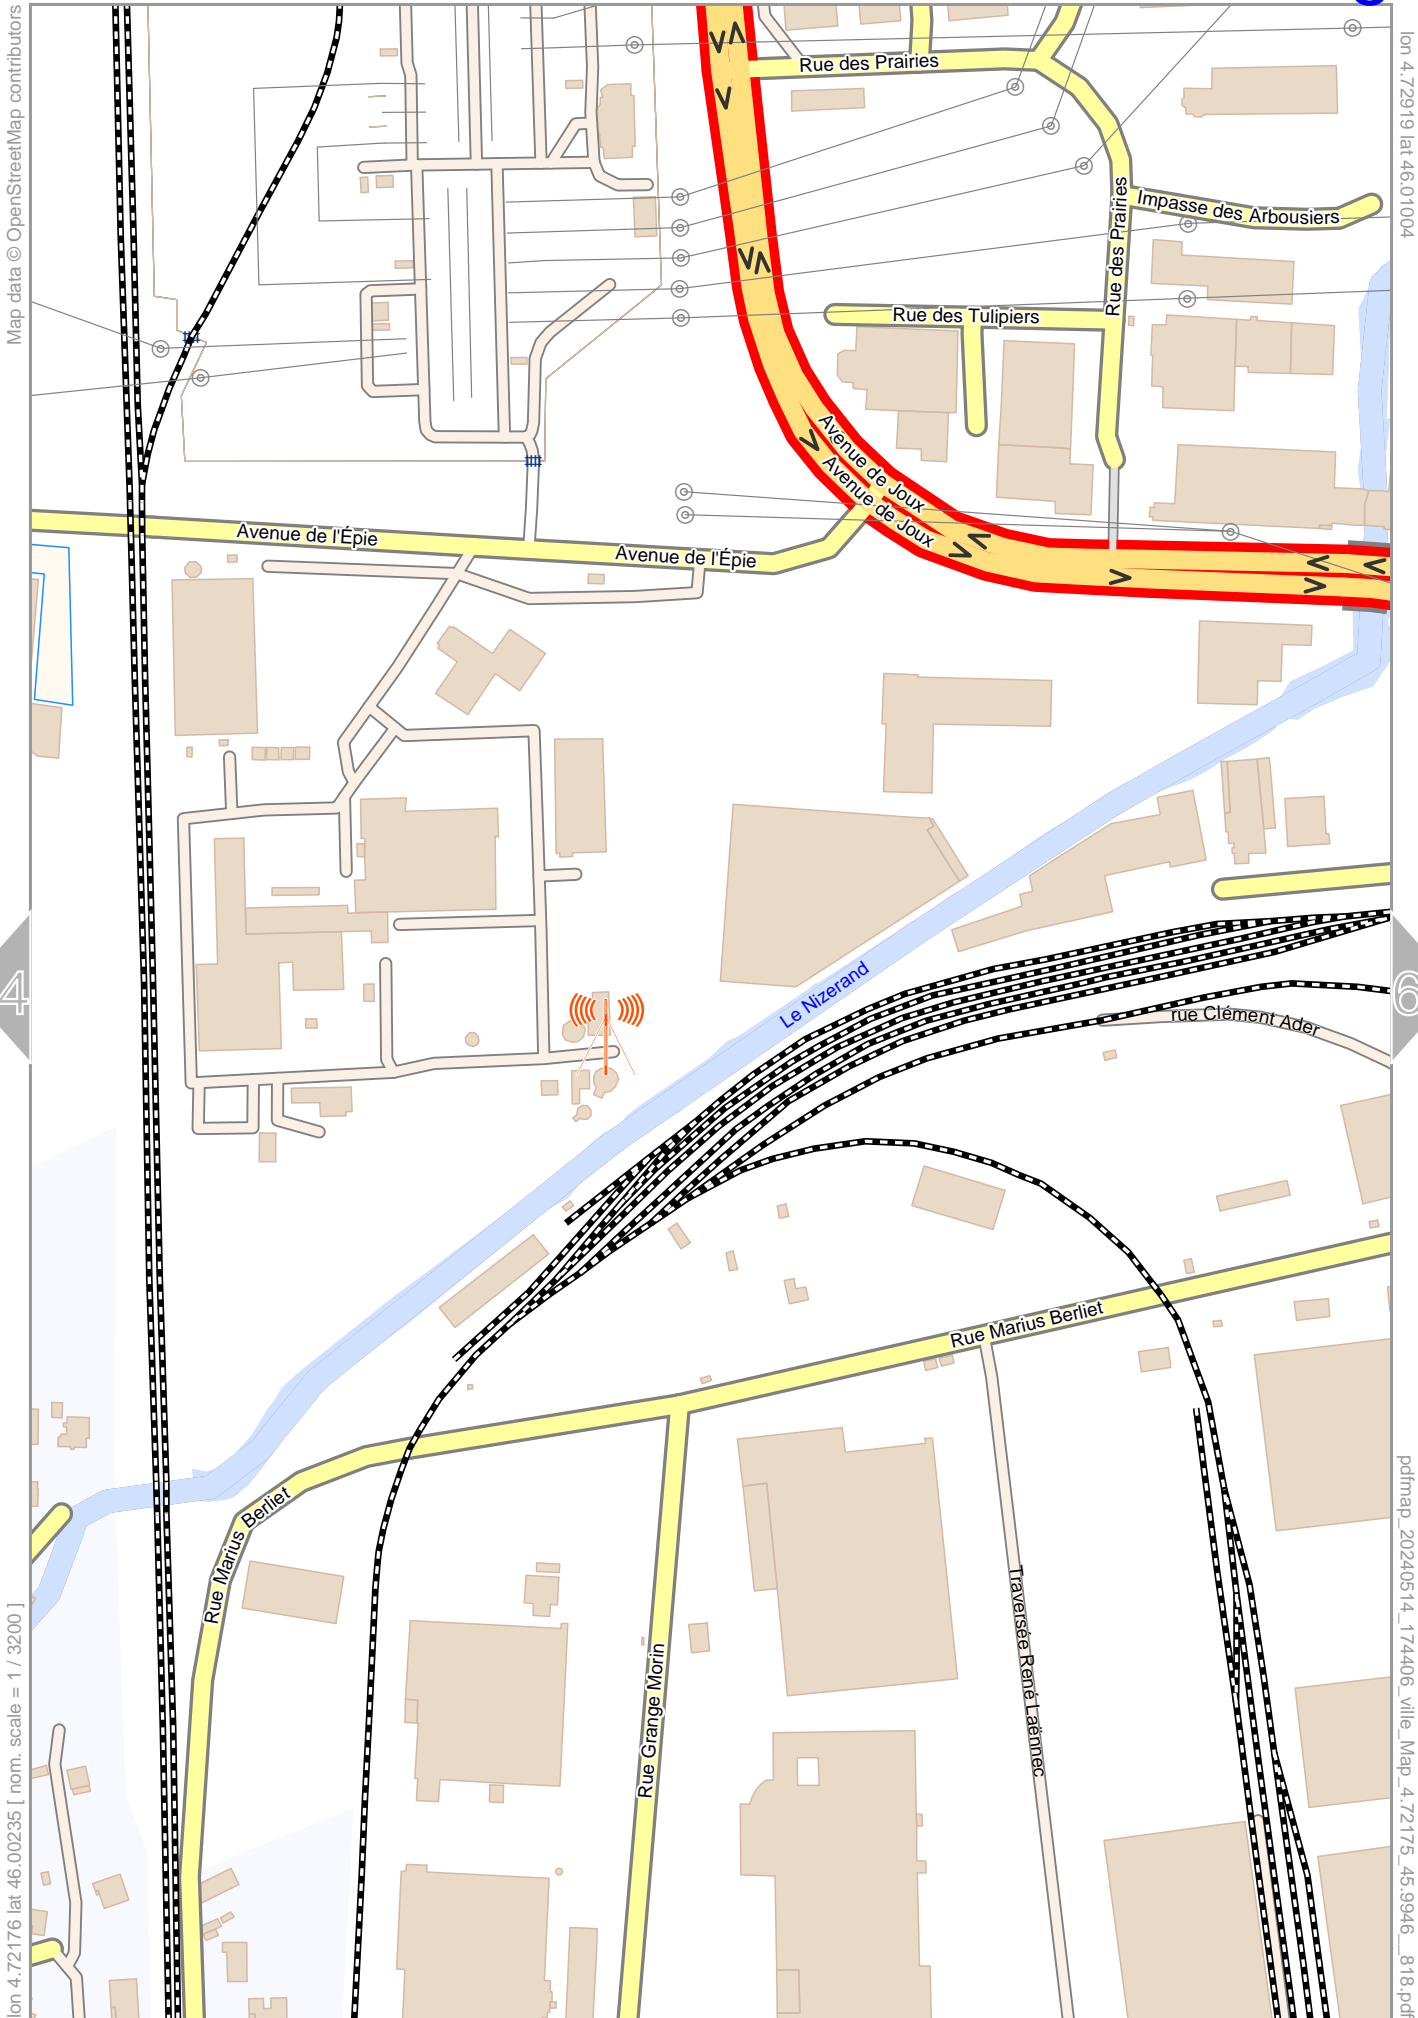 Map data © OpenStreetMap contributors
lon 4.72919 lat 46.01004
Rue des Prairies
Rue des Prairies
Impasse des Arbousiers
Rue des Tulipiers
Avenue de Joux
Avenue de Joux
Avenue de l'Épie
Avenue de l'Épie
4
6
Le Nizerand
rue Clément Ader
Rue Marius Berliet
Rue Marius Berliet
Rue Grange Morin
Traversée René Laënnec
lon 4.72176 lat 46.00235 [ nom. scale = 1 / 3200 ]
pdfmap_20240514_174406_ville_Map_4.72175_45.9946__818.pdf